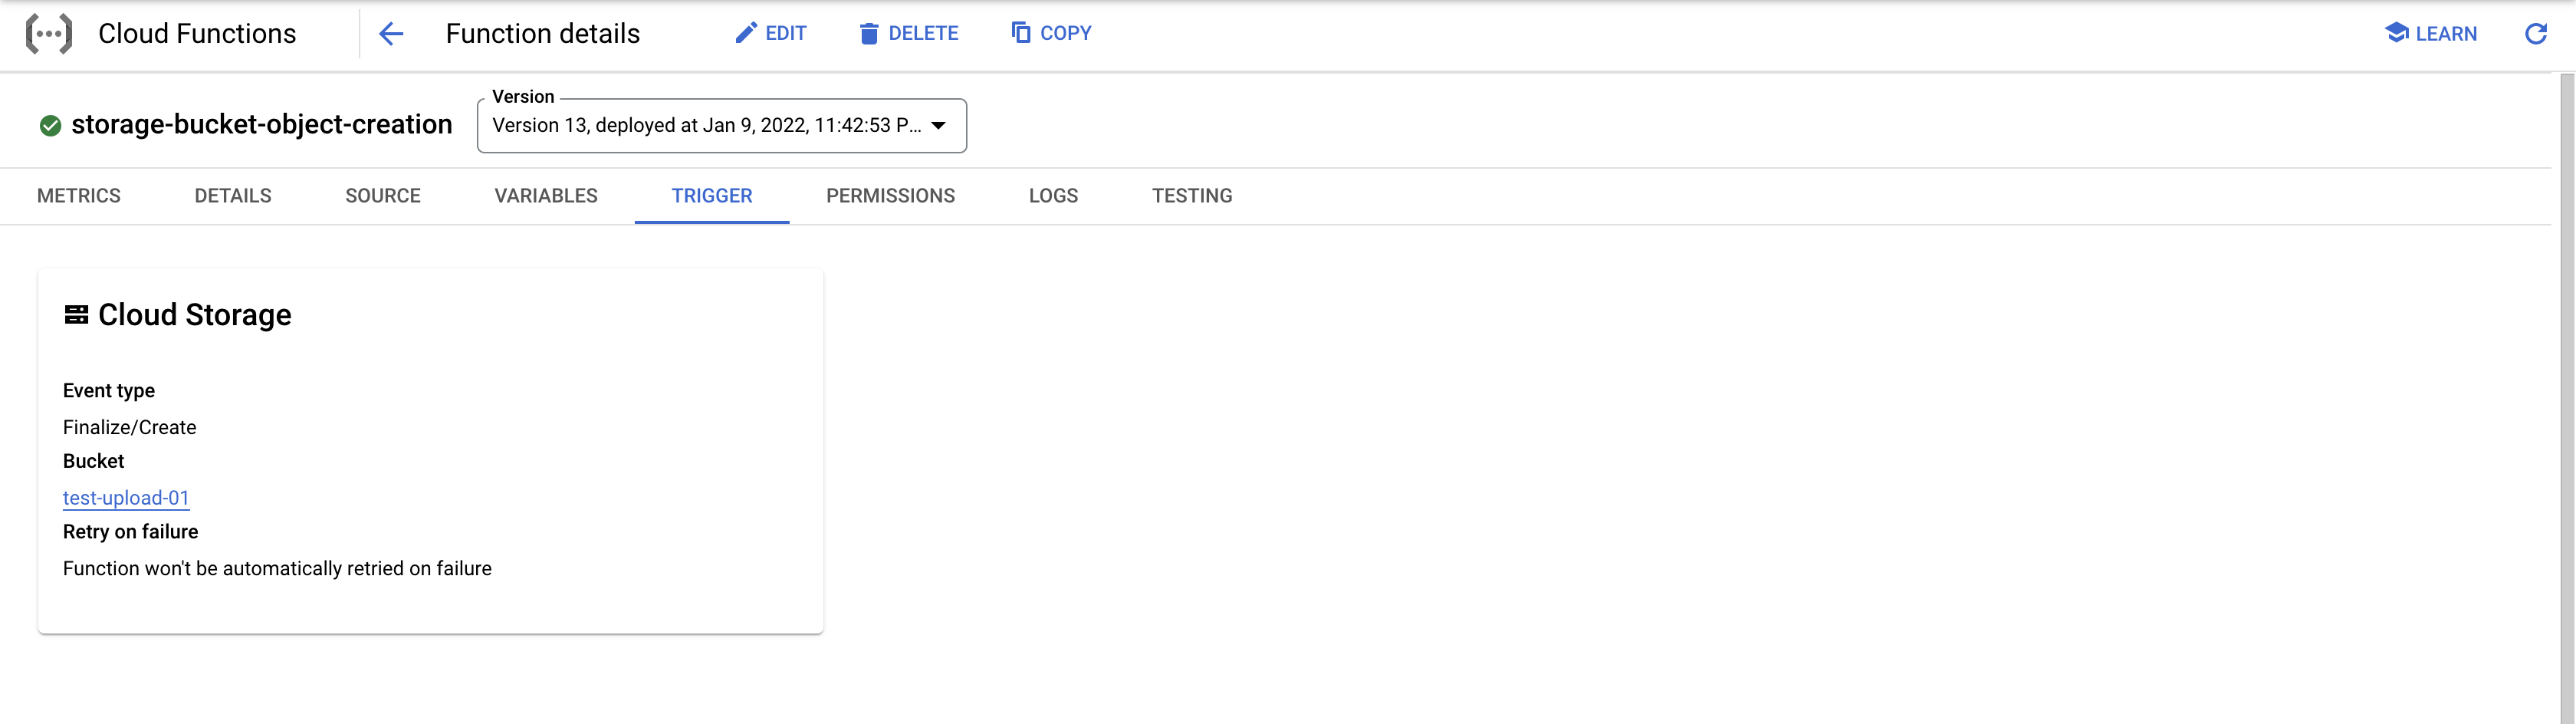 Cloud Functions
Function details
EDIT
DELETE
COPY
LEARN
storage-bucket-object-creation
Version
Version 13, deployed at Jan 9, 2022, 11:42:53 P...
METRICS
DETAILS
SOURCE
VARIABLES
TRIGGER
PERMISSIONS
LOGS
TESTING
Cloud Storage
Event type
Finalize/Create
Bucket
test-upload-01
Retry on failure
Function won't be automatically retried on failure